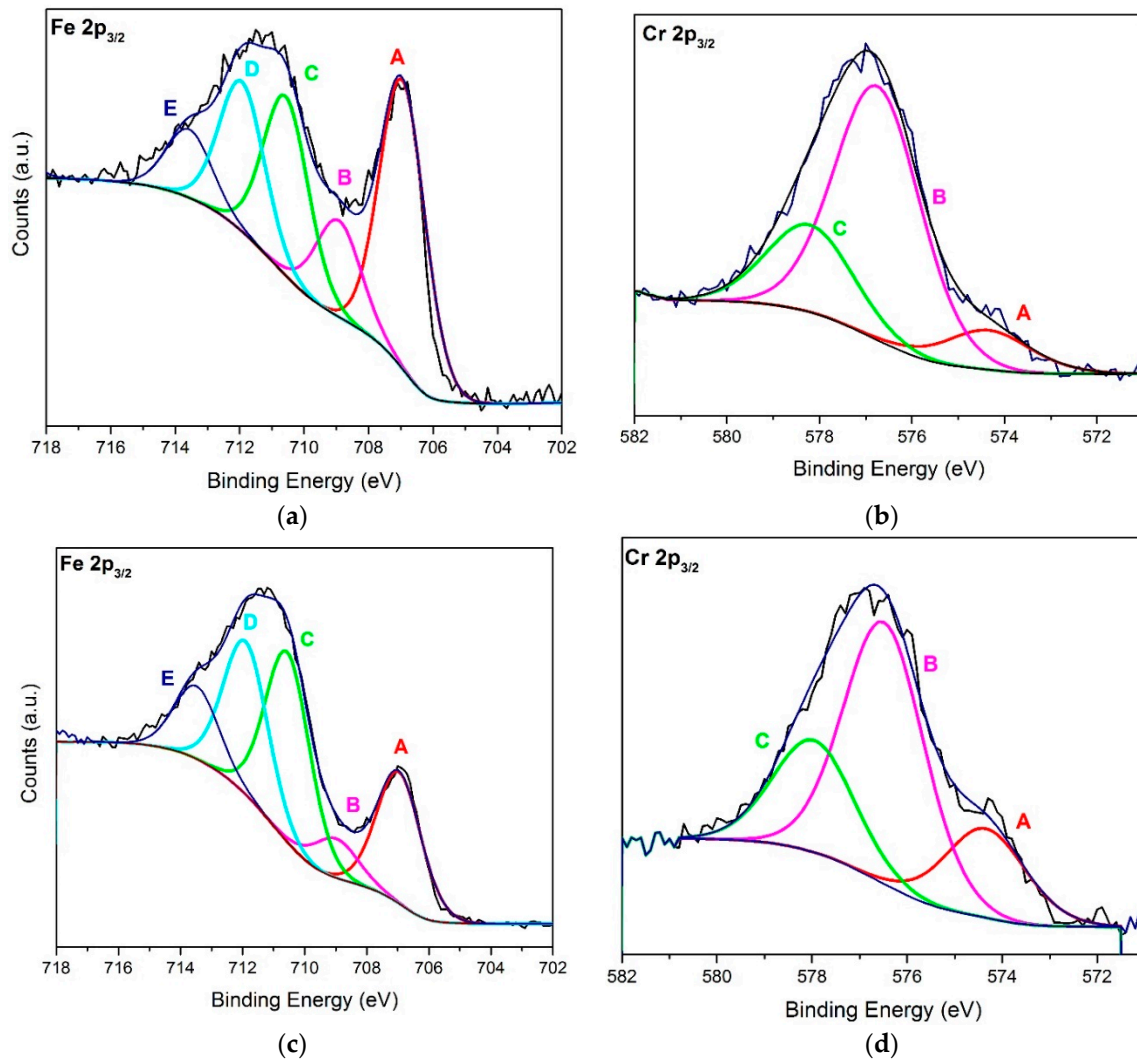 Fe 2p3/2
A
B
C
D
E
Counts (a.u.)
718 716 714 712 710 708 706 704 702
Binding Energy (eV)
(a)
Cr 2p3/2
A
B
C
582 580 578 576 574 572
Binding Energy (eV)
(b)
Fe 2p3/2
A
B
C
D
E
Counts (a.u.)
718 716 714 712 710 708 706 704 702
Binding Energy (eV)
(c)
Cr 2p3/2
A
B
C
582 580 578 576 574 572
Binding Energy (eV)
(d)